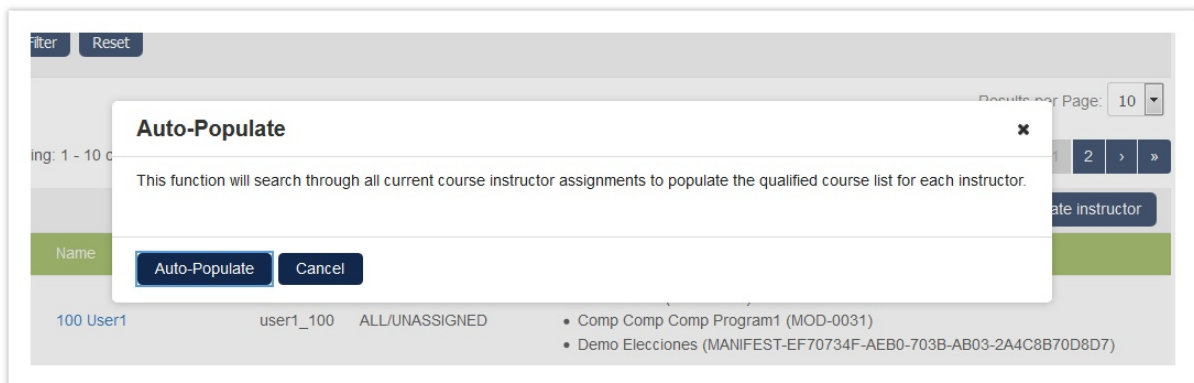 Filter Reset
Results per Page: 10
Auto-Populate
ing: 1 - 10 2 › »
This function will search through all current course instructor assignments to populate the qualified course list for each instructor.
ate instructor
Name
Auto-Populate Cancel
100 User1 user1_100 ALL/UNASSIGNED • Comp Comp Comp Program1 (MOD-0031)
• Demo Elecciones (MANIFEST-EF70734F-AEB0-703B-AB03-2A4C8B70D8D7)